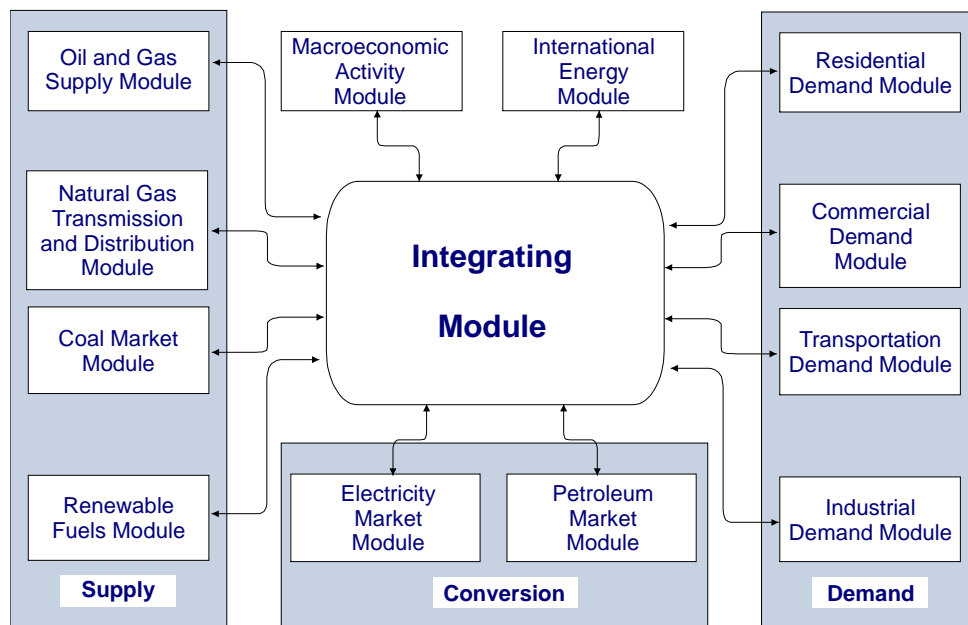 Oil and Gas
Supply Module
Natural Gas
Transmission
and Distribution
Module
Coal Market
Module
Renewable
Fuels Module
Supply
Macroeconomic
Activity
Module
International
Energy
Module
Integrating
Module
Electricity
Market
Module
Petroleum
Market
Module
Conversion
Residential
Demand Module
Commercial
Demand
Module
Transportation
Demand Module
Industrial
Demand Module
Demand